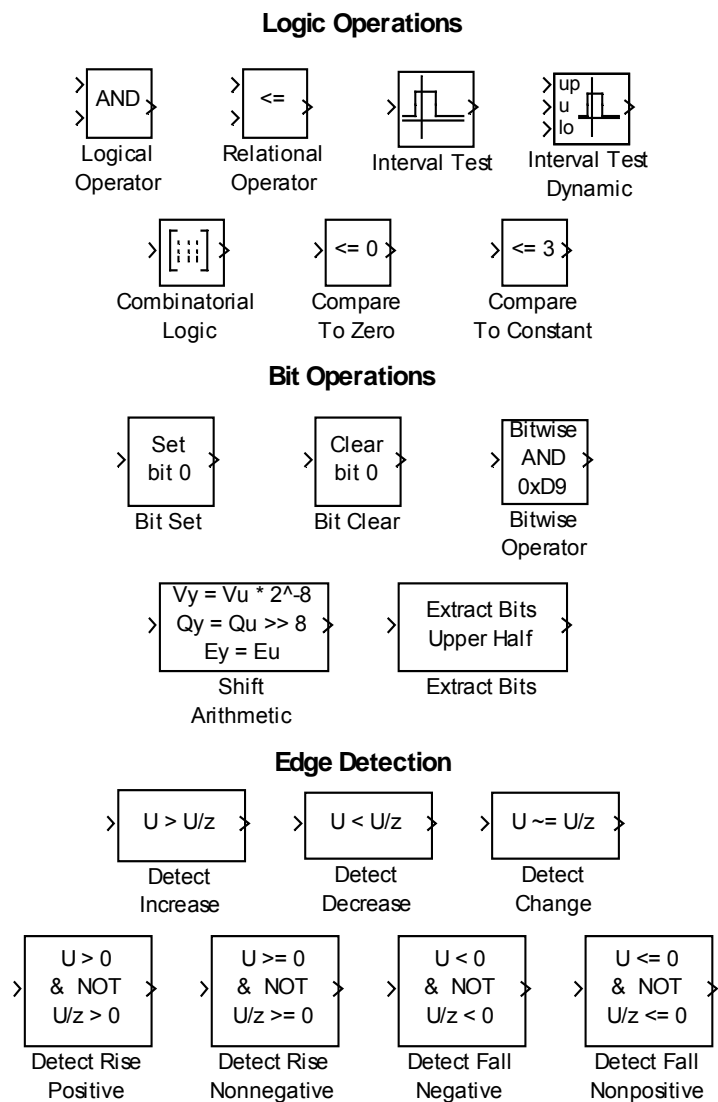 Logic Operations
AND
<=
up
u
lo
Logical
Operator
Relational
Operator
Interval Test
Interval Test
Dynamic
<= 0
<= 3
Combinatorial
Logic
Compare
To Zero
Compare
To Constant
Bit Operations
Set
bit 0
Clear
bit 0
Bitwise
AND
0xD9
Bit Set
Bit Clear
Bitwise
Operator
Vy = Vu * 2^-8
Qy = Qu >> 8
Ey = Eu
Extract Bits
Upper Half
Shift
Arithmetic
Extract Bits
Edge Detection
U > U/z
U < U/z
U ~= U/z
Detect
Increase
Detect
Decrease
Detect
Change
U > 0
& NOT
U/z > 0
U >= 0
& NOT
U/z >= 0
U < 0
& NOT
U/z < 0
U <= 0
& NOT
U/z <= 0
Detect Rise
Positive
Detect Rise
Nonnegative
Detect Fall
Negative
Detect Fall
Nonpositive